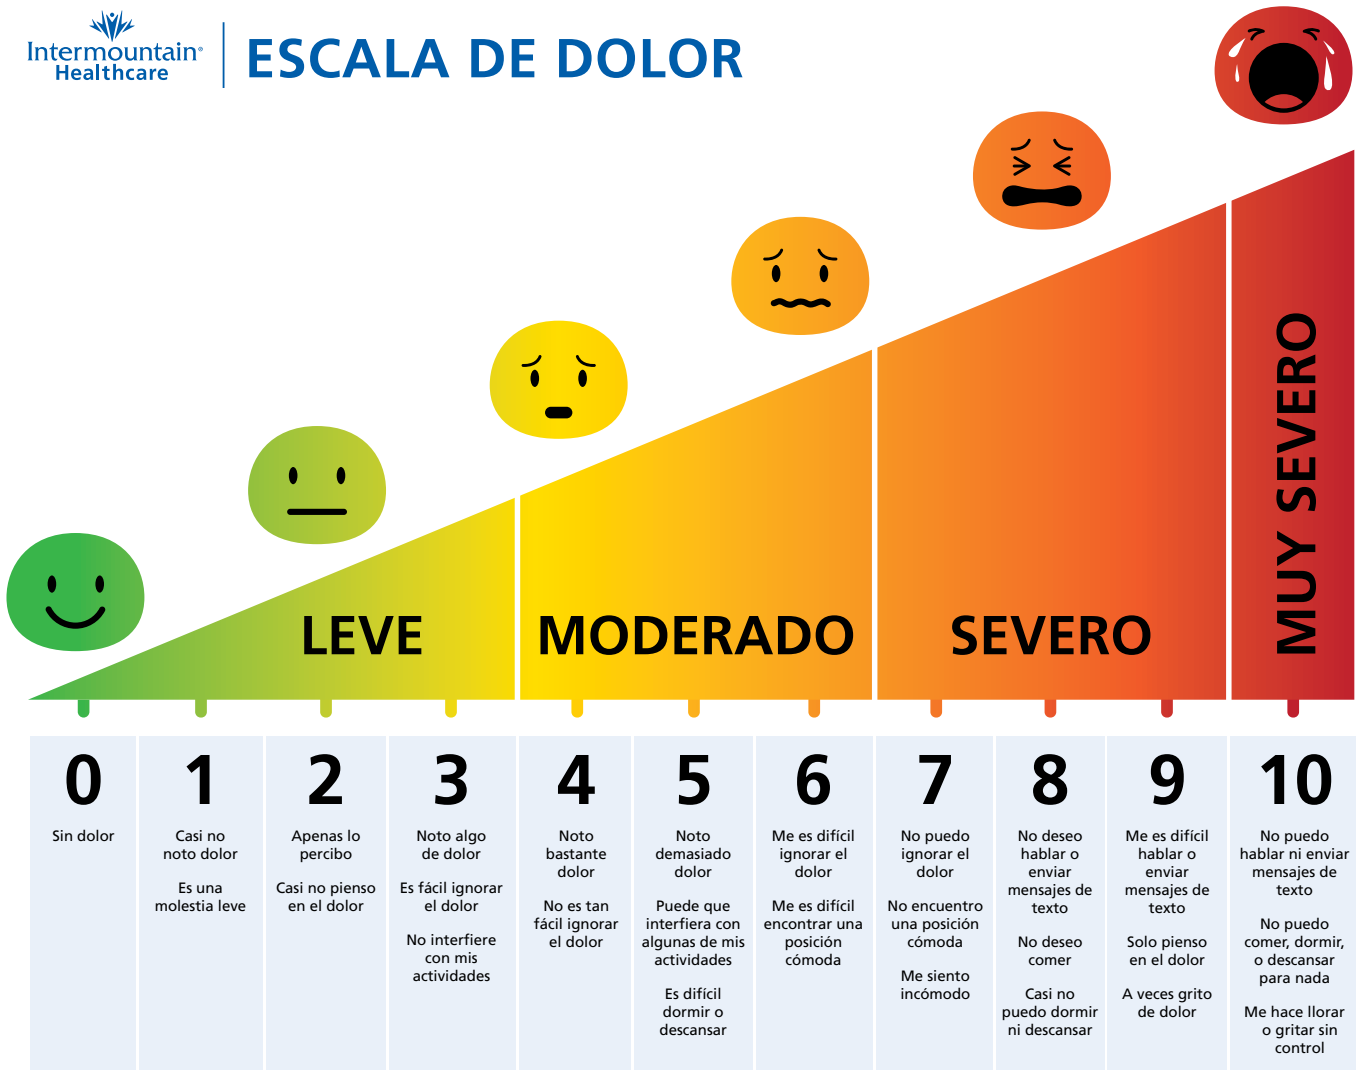 Intermountain®
Healthcare
ESCALA DE DOLOR
LEVE
MODERADO
SEVERO
MUY SEVERO
0
Sin dolor
1
Casi no
noto dolor
Es una
molestia leve
2
Apenas lo
percibo
Casi no pienso
en el dolor
3
Noto algo
de dolor
Es fácil ignorar
el dolor
No interfiere
con mis
actividades
4
Noto
bastante
dolor
No es tan
fácil ignorar
el dolor
5
Noto
demasiado
dolor
Puede que
interfiera con
algunas de mis
actividades
Es difícil
dormir o
descansar
6
Me es difícil
ignorar el
dolor
Me es difícil
encontrar una
posición
cómoda
7
No puedo
ignorar el
dolor
No encuentro
una posición
cómoda
Me siento
incómodo
8
No deseo
hablar o
enviar
mensajes de
texto
No deseo
comer
Casi no
puedo dormir
ni descansar
9
Me es difícil
hablar o
enviar
mensajes de
texto
Solo pienso
en el dolor
A veces grito
de dolor
10
No puedo
hablar ni enviar
mensajes de
texto
No puedo
comer, dormir,
o descansar
para nada
Me hace llorar
o gritar sin
control